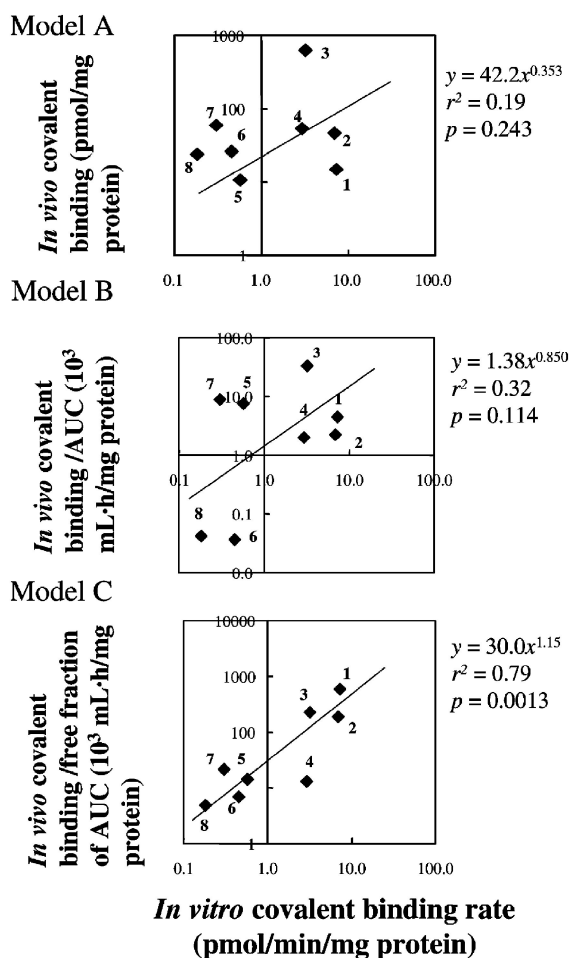 Model A
In vivo covalent
binding (pmol/mg
protein)
1000
100
1
0.1 1.0 10.0 100.0
3
7
6
4
2
8
5
1
y = 42.2x^0.353
r² = 0.19
p = 0.243
Model B
In vivo covalent
binding /AUC (10³
mL·h/mg protein)
100.0
10.0
1.0
0.1
0.0
0.1 1.0 10.0 100.0
3
7
5
4
1
2
8
6
y = 1.38x^0.850
r² = 0.32
p = 0.114
Model C
In vivo covalent
binding /free fraction
of AUC (10³ mL·h/mg
protein)
10000
1000
100
1
0.1 1.0 10.0 100.0
1
3
2
7
5
4
6
8
y = 30.0x^1.15
r² = 0.79
p = 0.0013
In vitro covalent binding rate
(pmol/min/mg protein)